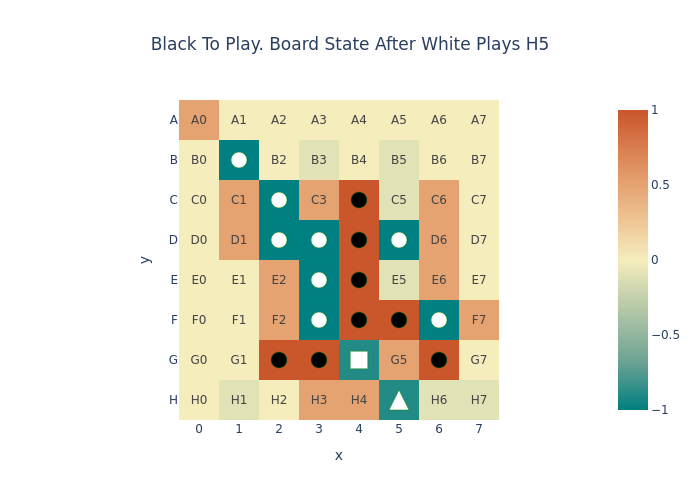 Black To Play. Board State After White Plays H5
A A0 A1 A2 A3 A4 A5 A6 A7
B B0 B2 B3 B4 B5 B6 B7
C C0 C1 C3 C5 C6 C7
D D0 D1 D6 D7
E E0 E1 E2 E5 E6 E7
F F0 F1 F2 F7
G G0 G1 G5 G7
H H0 H1 H2 H3 H4 H6 H7
0 1 2 3 4 5 6 7
x
y
1
0.5
0
−0.5
−1